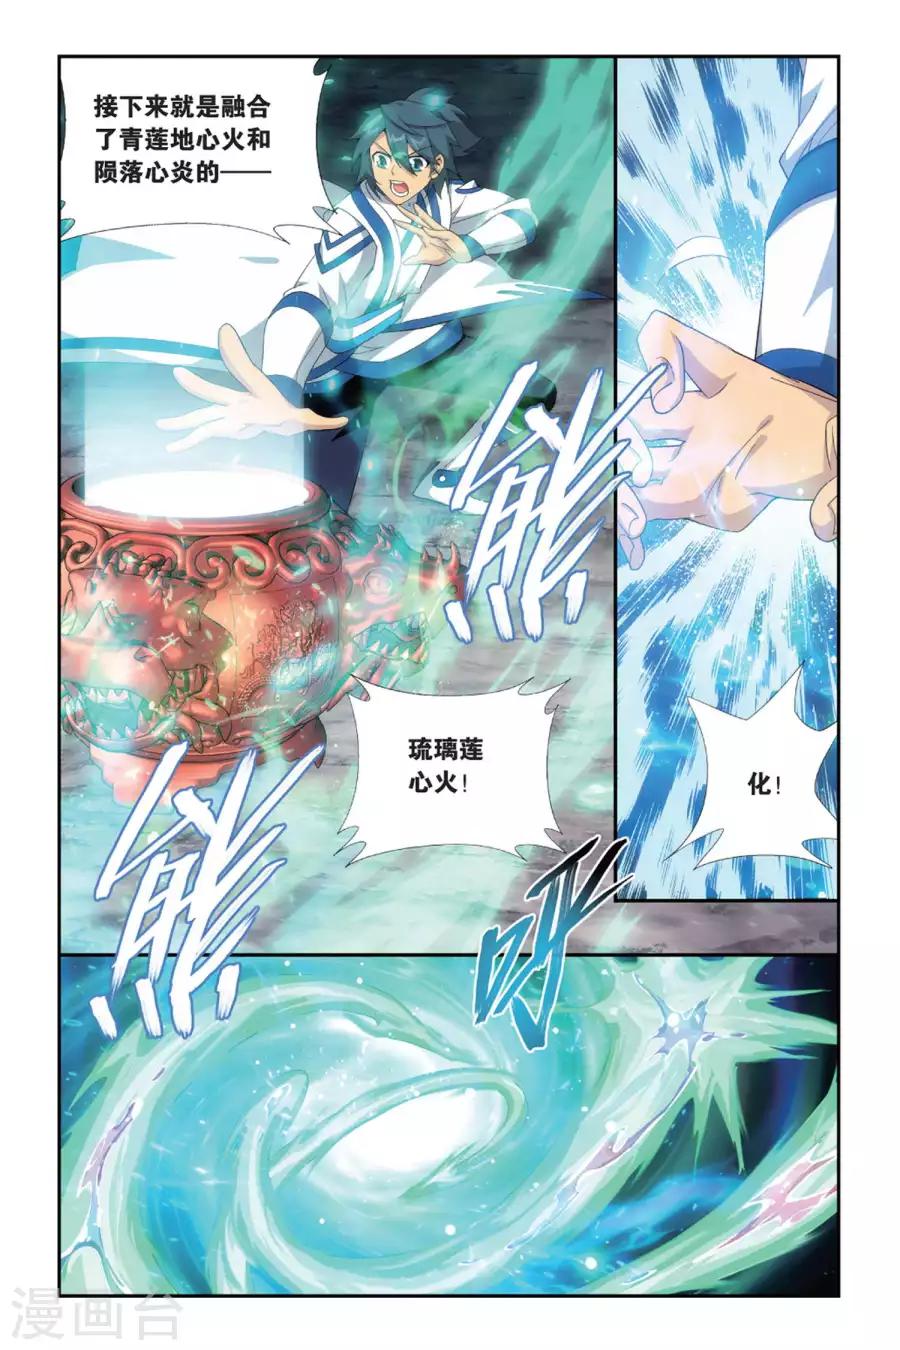 接下来就是融合
了青莲地心火和
陨落心炎的——
熊
琉璃莲
心火！
化！
熊
呼
漫画台